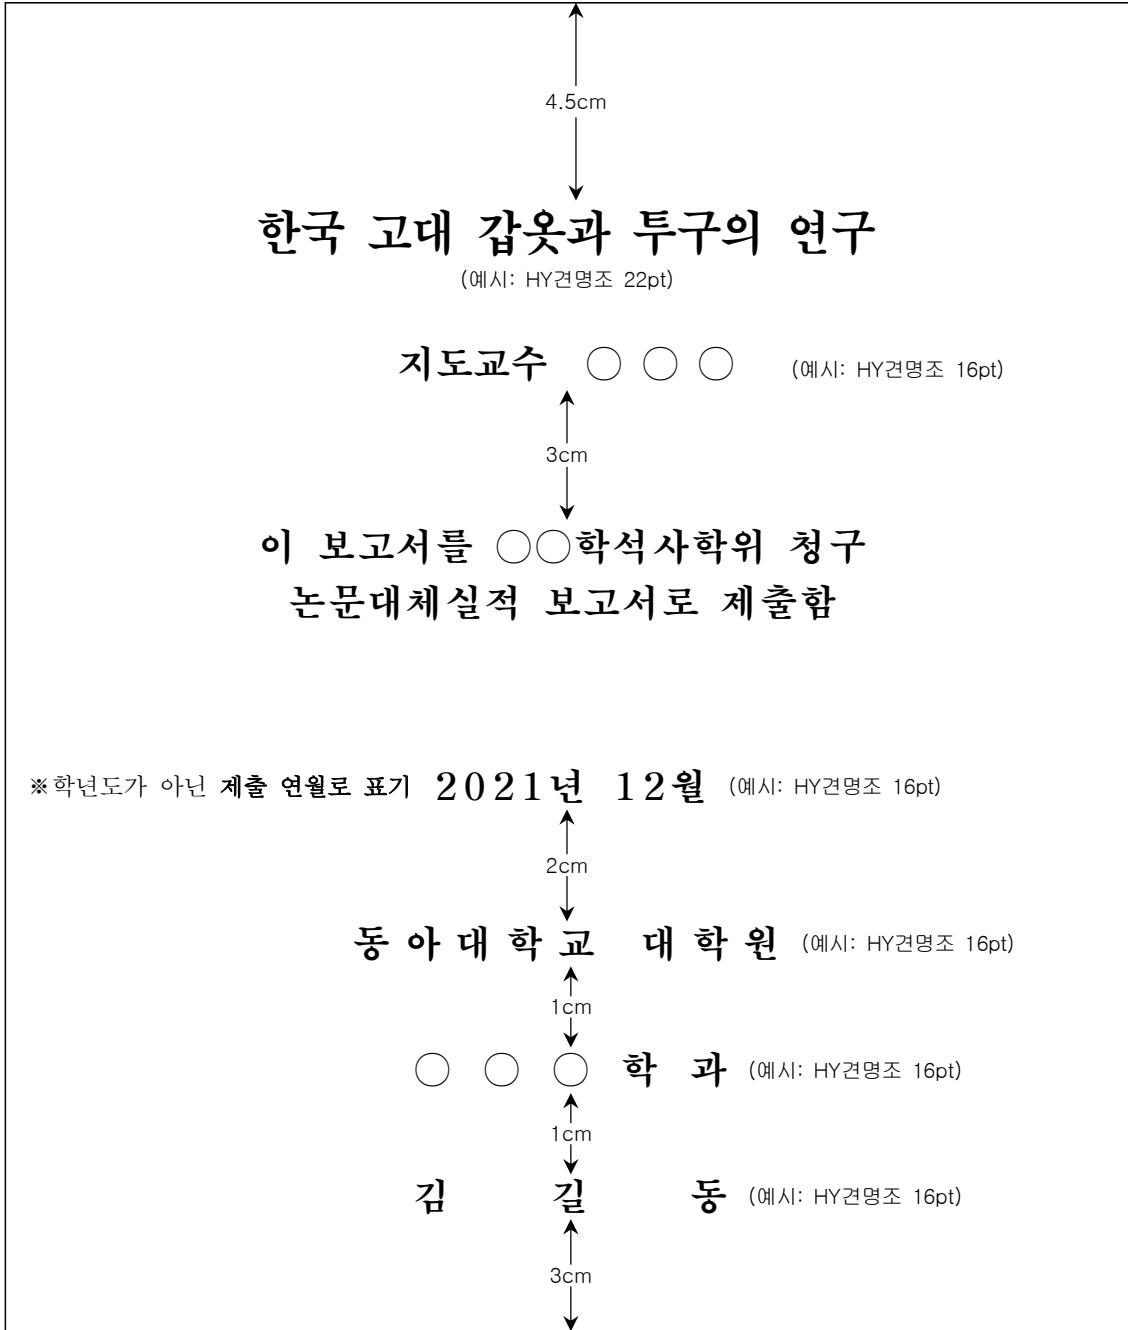 4.5cm
한국 고대 갑옷과 투구의 연구
(예시: HY견명조 22pt)
지도교수 ○ ○ ○ (예시: HY견명조 16pt)
3cm
이 보고서를 ○○학석사학위 청구
논문대체실적 보고서로 제출함
※학년도가 아닌 제출 연월로 표기 2021년 12월 (예시: HY견명조 16pt)
2cm
동아대학교 대학원 (예시: HY견명조 16pt)
1cm
○ ○ ○ 학 과 (예시: HY견명조 16pt)
1cm
김 길 동 (예시: HY견명조 16pt)
3cm